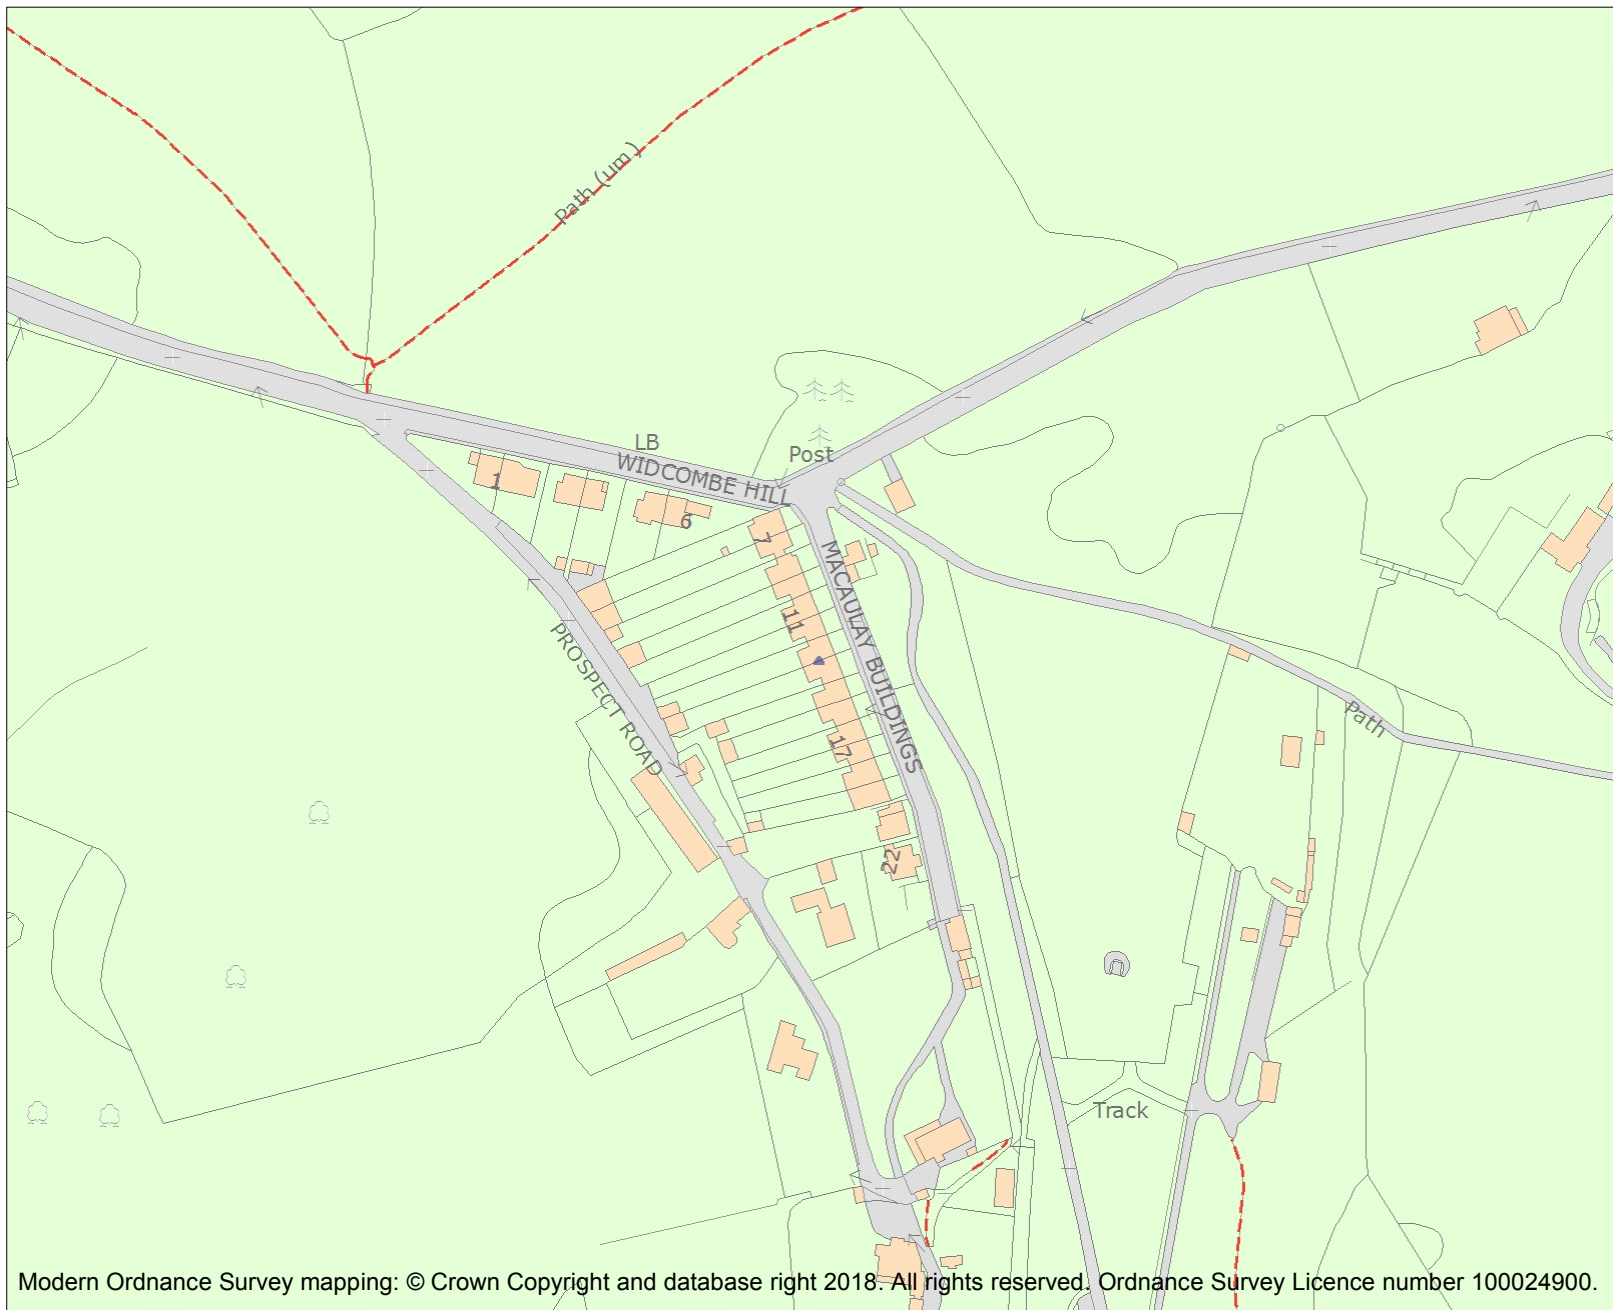 Path (um)
LB
Post
WIDCOMBE HILL
1
6
7
MACAULAY BUILDINGS
11
PROSPECT ROAD
17
Path
22
Track
Modern Ordnance Survey mapping: © Crown Copyright and database right 2018. All rights reserved. Ordnance Survey Licence number 100024900.